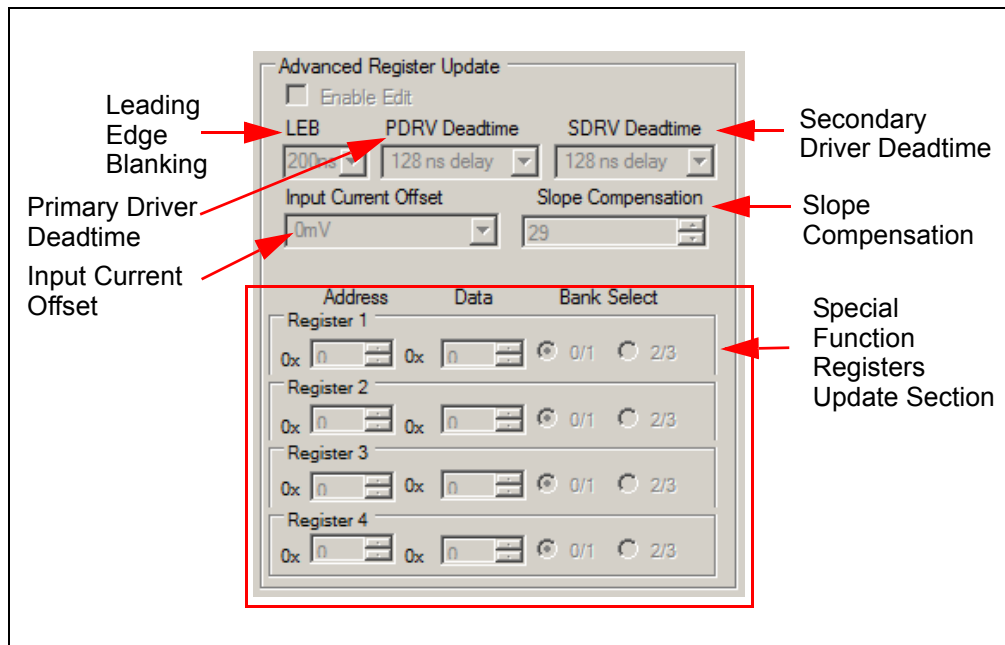 Advanced Register Update
Enable Edit
Leading
Edge
Blanking
LEB
PDRV Deadtime
SDRV Deadtime
Secondary
Driver Deadtime
200ns
128 ns delay
128 ns delay
Primary Driver
Deadtime
Input Current Offset
Slope Compensation
Slope
Compensation
0mV
29
Input Current
Offset
Address
Data
Bank Select
Special
Function
Registers
Update Section
Register 1
0x 0 0x 0 0/1 2/3
Register 2
0x 0 0x 0 0/1 2/3
Register 3
0x 0 0x 0 0/1 2/3
Register 4
0x 0 0x 0 0/1 2/3